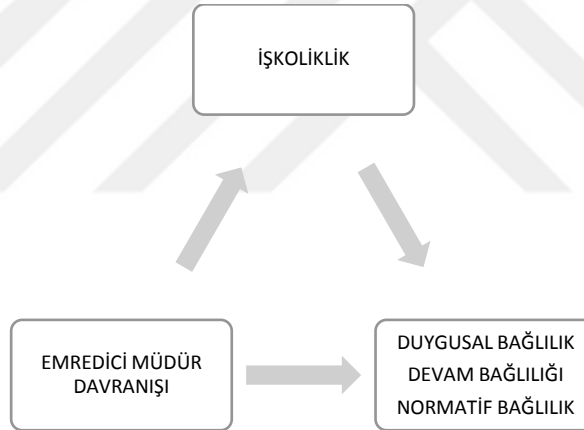 İŞKOLİKLİK
EMREDİCİ MÜDÜR
DAVRANIŞI
DUYGUSAL BAĞLILIK
DEVAM BAĞLILIĞI
NORMATİF BAĞLILIK